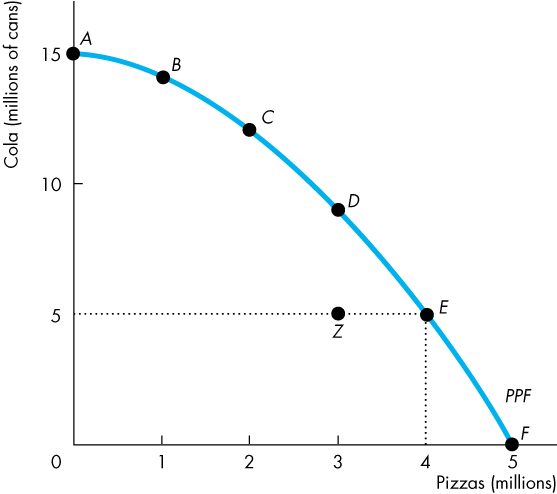 Cola (millions of cans)
A
15
B
C
10
D
5
E
Z
PPF
F
0
1
2
3
4
5
Pizzas (millions)